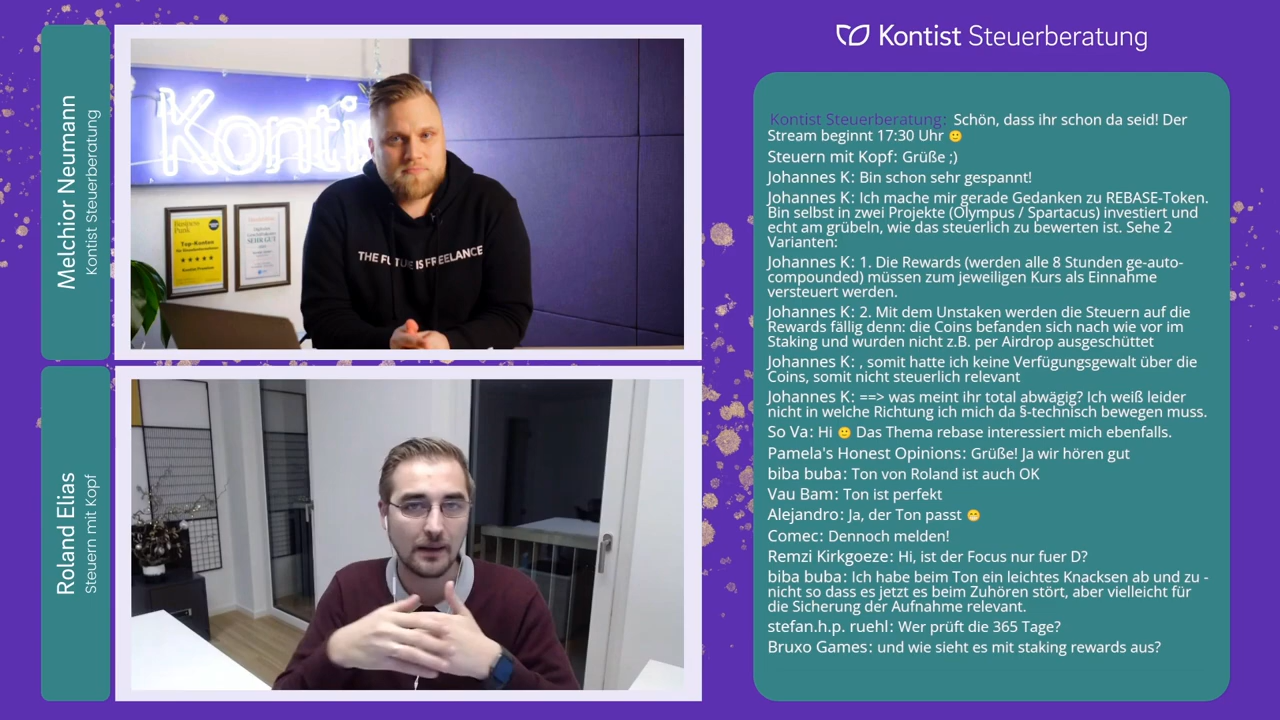 Melchior Neumann
Kontist Steuerberatung
Konti
Business Punk
Top-Konten
★★★★★
SEHR GUT
THE FUTURE IS FREELANCE
Roland Elias
Steuern mit Kopf
Kontist Steuerberatung
Kontist Steuerberatung: Schön, dass ihr schon da seid! Der
Stream beginnt 17:30 Uhr 🙂
Steuern mit Kopf: Grüße ;)
Johannes K: Bin schon sehr gespannt!
Johannes K: Ich mache mir gerade Gedanken zu REBASE-Token.
Bin selbst in zwei Projekte (Olympus / Spartacus) investiert und
echt am grübeln, wie das steuerlich zu bewerten ist. Sehe 2
Varianten:
Johannes K: 1. Die Rewards (werden alle 8 Stunden ge-auto-
compounded) müssen zum jeweiligen Kurs als Einnahme
versteuert werden.
Johannes K: 2. Mit dem Unstaken werden die Steuern auf die
Rewards fällig denn: die Coins befanden sich nach wie vor im
Staking und wurden nicht z.B. per Airdrop ausgeschüttet
Johannes K: , somit hatte ich keine Verfügungsgewalt über die
Coins, somit nicht steuerlich relevant
Johannes K: ==> was meint ihr total abwägig? Ich weiß leider
nicht in welche Richtung ich mich da §-technisch bewegen muss.
So Va: Hi 🙂 Das Thema rebase interessiert mich ebenfalls.
Pamela's Honest Opinions: Grüße! Ja wir hören gut
biba buba: Ton von Roland ist auch OK
Vau Bam: Ton ist perfekt
Alejandro: Ja, der Ton passt 😁
Comec: Dennoch melden!
Remzi Kirkgoeze: Hi, ist der Focus nur fuer D?
biba buba: Ich habe beim Ton ein leichtes Knacksen ab und zu -
nicht so dass es jetzt es beim Zuhören stört, aber vielleicht für
die Sicherung der Aufnahme relevant.
stefan.h.p. ruehl: Wer prüft die 365 Tage?
Bruxo Games: und wie sieht es mit staking rewards aus?